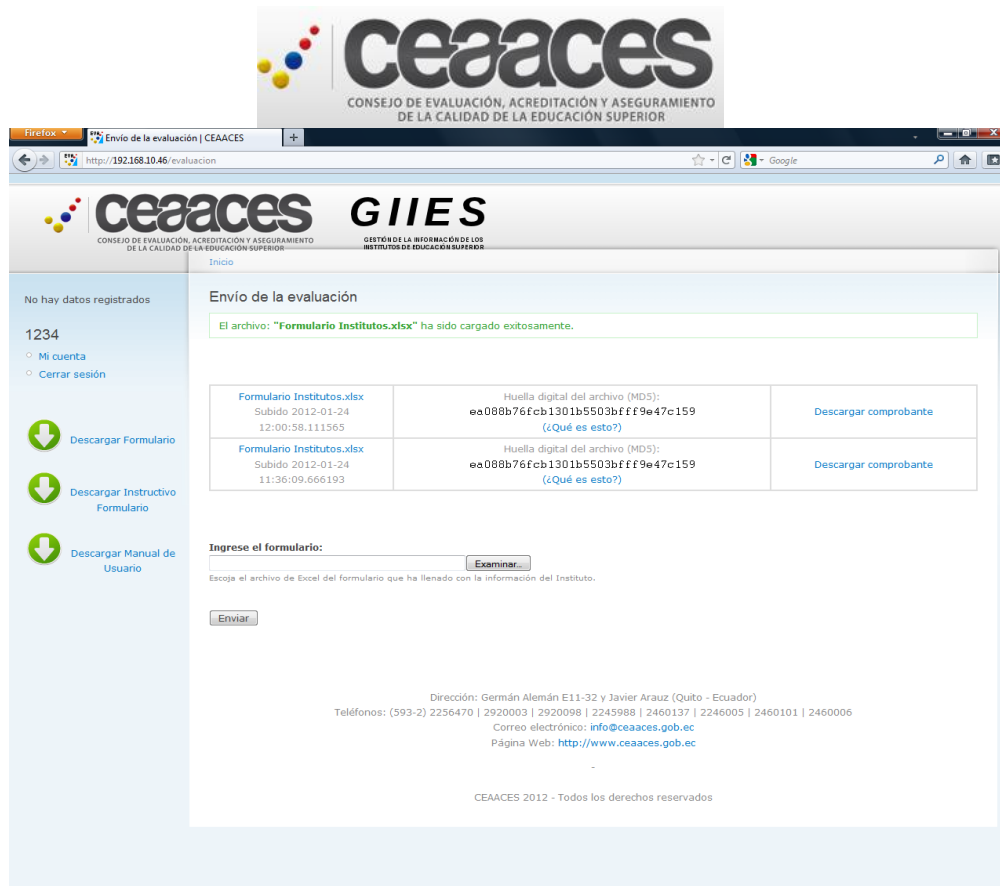 ceaaces
CONSEJO DE EVALUACIÓN, ACREDITACIÓN Y ASEGURAMIENTO
DE LA CALIDAD DE LA EDUCACIÓN SUPERIOR
Firefox
Envío de la evaluación | CEAACES
http://192.168.10.46/evaluacion
Google
ceaaces
CONSEJO DE EVALUACIÓN, ACREDITACIÓN Y ASEGURAMIENTO
DE LA CALIDAD DE LA EDUCACIÓN SUPERIOR
GIIES
GESTIÓN DE LA INFORMACIÓN DE LOS
INSTITUTOS DE EDUCACIÓN SUPERIOR
Inicio
No hay datos registrados
1234
Mi cuenta
Cerrar sesión
Descargar Formulario
Descargar Instructivo
Formulario
Descargar Manual de
Usuario
Envío de la evaluación
El archivo: "Formulario Institutos.xlsx" ha sido cargado exitosamente.
Formulario Institutos.xlsx
Subido 2012-01-24
12:00:58.111565
Huella digital del archivo (MD5):
ea088b76fcb1301b5503bfff9e47c159
(¿Qué es esto?)
Descargar comprobante
Formulario Institutos.xlsx
Subido 2012-01-24
11:36:09.666193
Huella digital del archivo (MD5):
ea088b76fcb1301b5503bfff9e47c159
(¿Qué es esto?)
Descargar comprobante
Ingrese el formulario:
Examinar...
Escoja el archivo de Excel del formulario que ha llenado con la información del Instituto.
Enviar
Dirección: Germán Alemán E11-32 y Javier Arauz (Quito - Ecuador)
Teléfonos: (593-2) 2256470 | 2920003 | 2920098 | 2245988 | 2460137 | 2246005 | 2460101 | 2460006
Correo electrónico: info@ceaaces.gob.ec
Página Web: http://www.ceaaces.gob.ec
-
CEAACES 2012 - Todos los derechos reservados